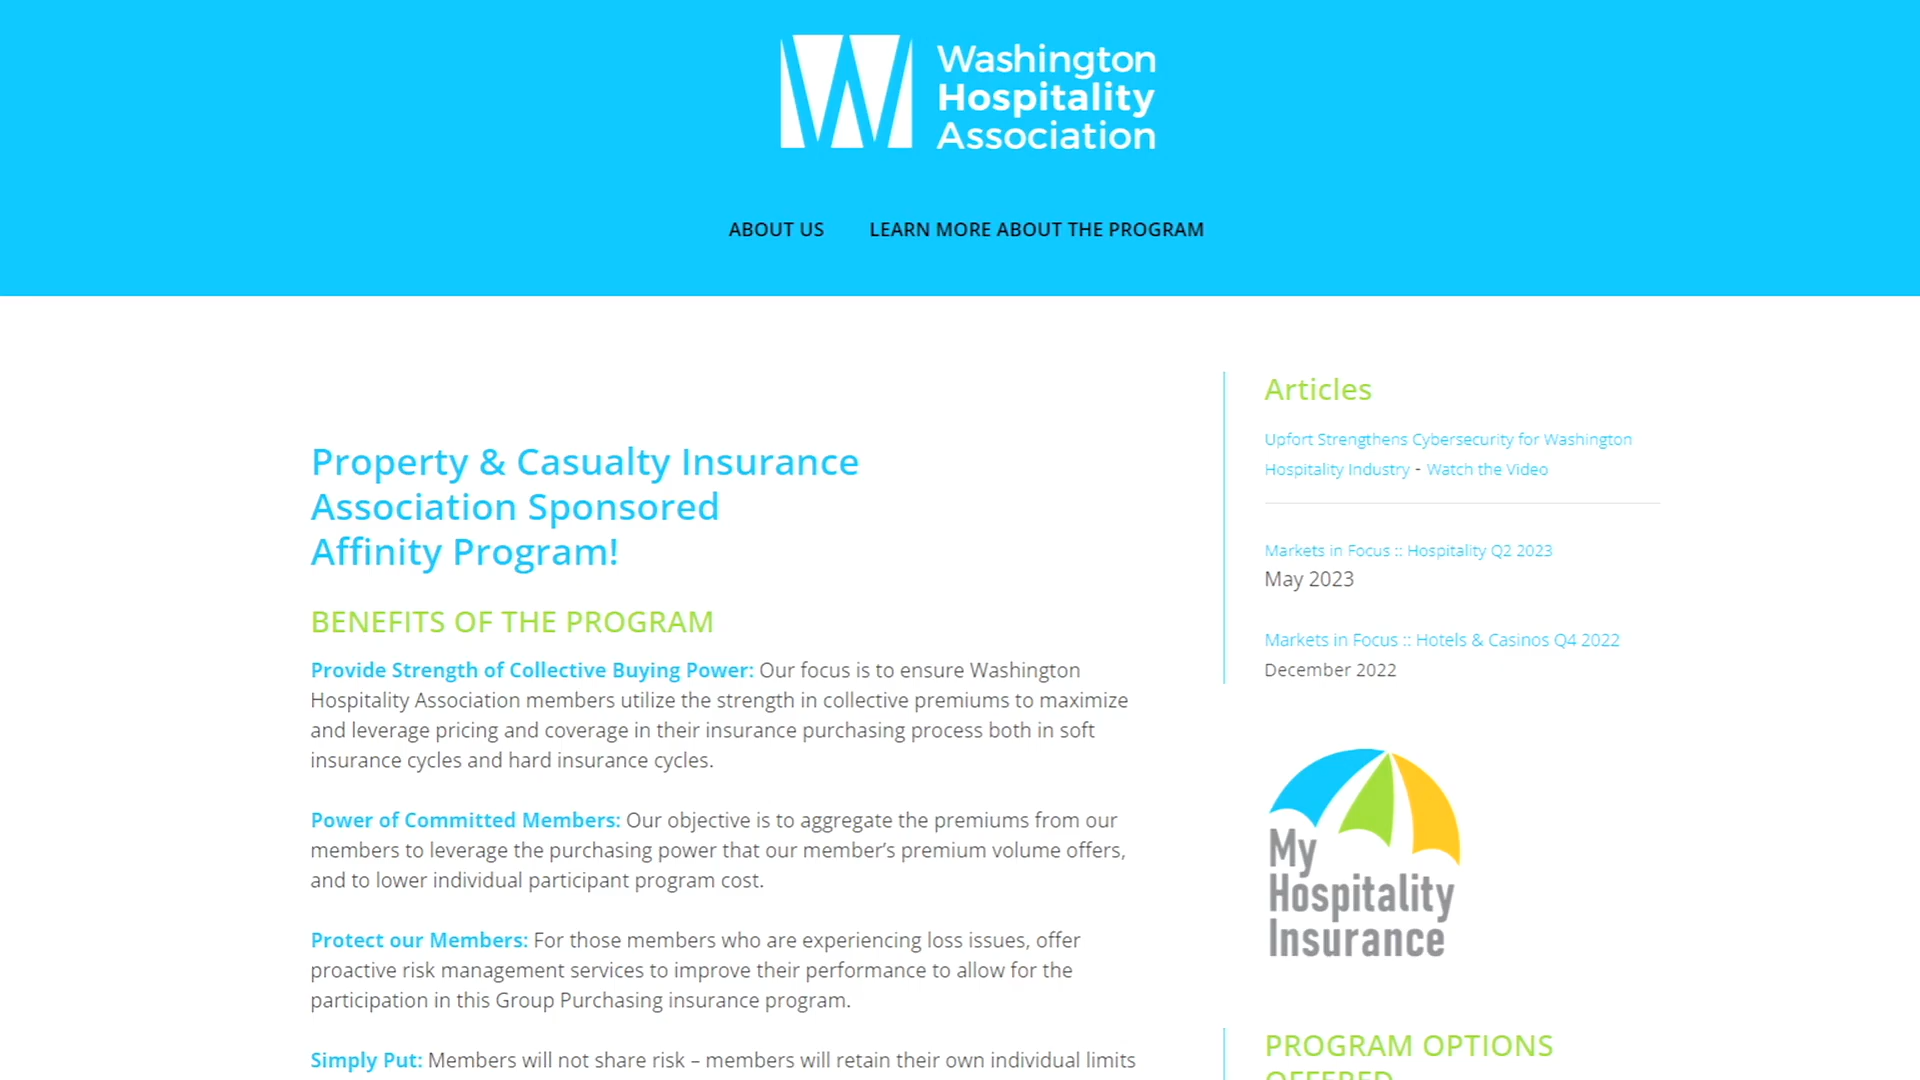 Washington
Hospitality
Association
ABOUT US
LEARN MORE ABOUT THE PROGRAM
Property & Casualty Insurance
Association Sponsored
Affinity Program!
BENEFITS OF THE PROGRAM
Provide Strength of Collective Buying Power: Our focus is to ensure Washington
Hospitality Association members utilize the strength in collective premiums to maximize
and leverage pricing and coverage in their insurance purchasing process both in soft
insurance cycles and hard insurance cycles.
Power of Committed Members: Our objective is to aggregate the premiums from our
members to leverage the purchasing power that our member’s premium volume offers,
and to lower individual participant program cost.
Protect our Members: For those members who are experiencing loss issues, offer
proactive risk management services to improve their performance to allow for the
participation in this Group Purchasing insurance program.
Simply Put: Members will not share risk – members will retain their own individual limits
Articles
Upfort Strengthens Cybersecurity for Washington
Hospitality Industry - Watch the Video
Markets in Focus :: Hospitality Q2 2023
May 2023
Markets in Focus :: Hotels & Casinos Q4 2022
December 2022
My
Hospitality
Insurance
PROGRAM OPTIONS
OFFERED